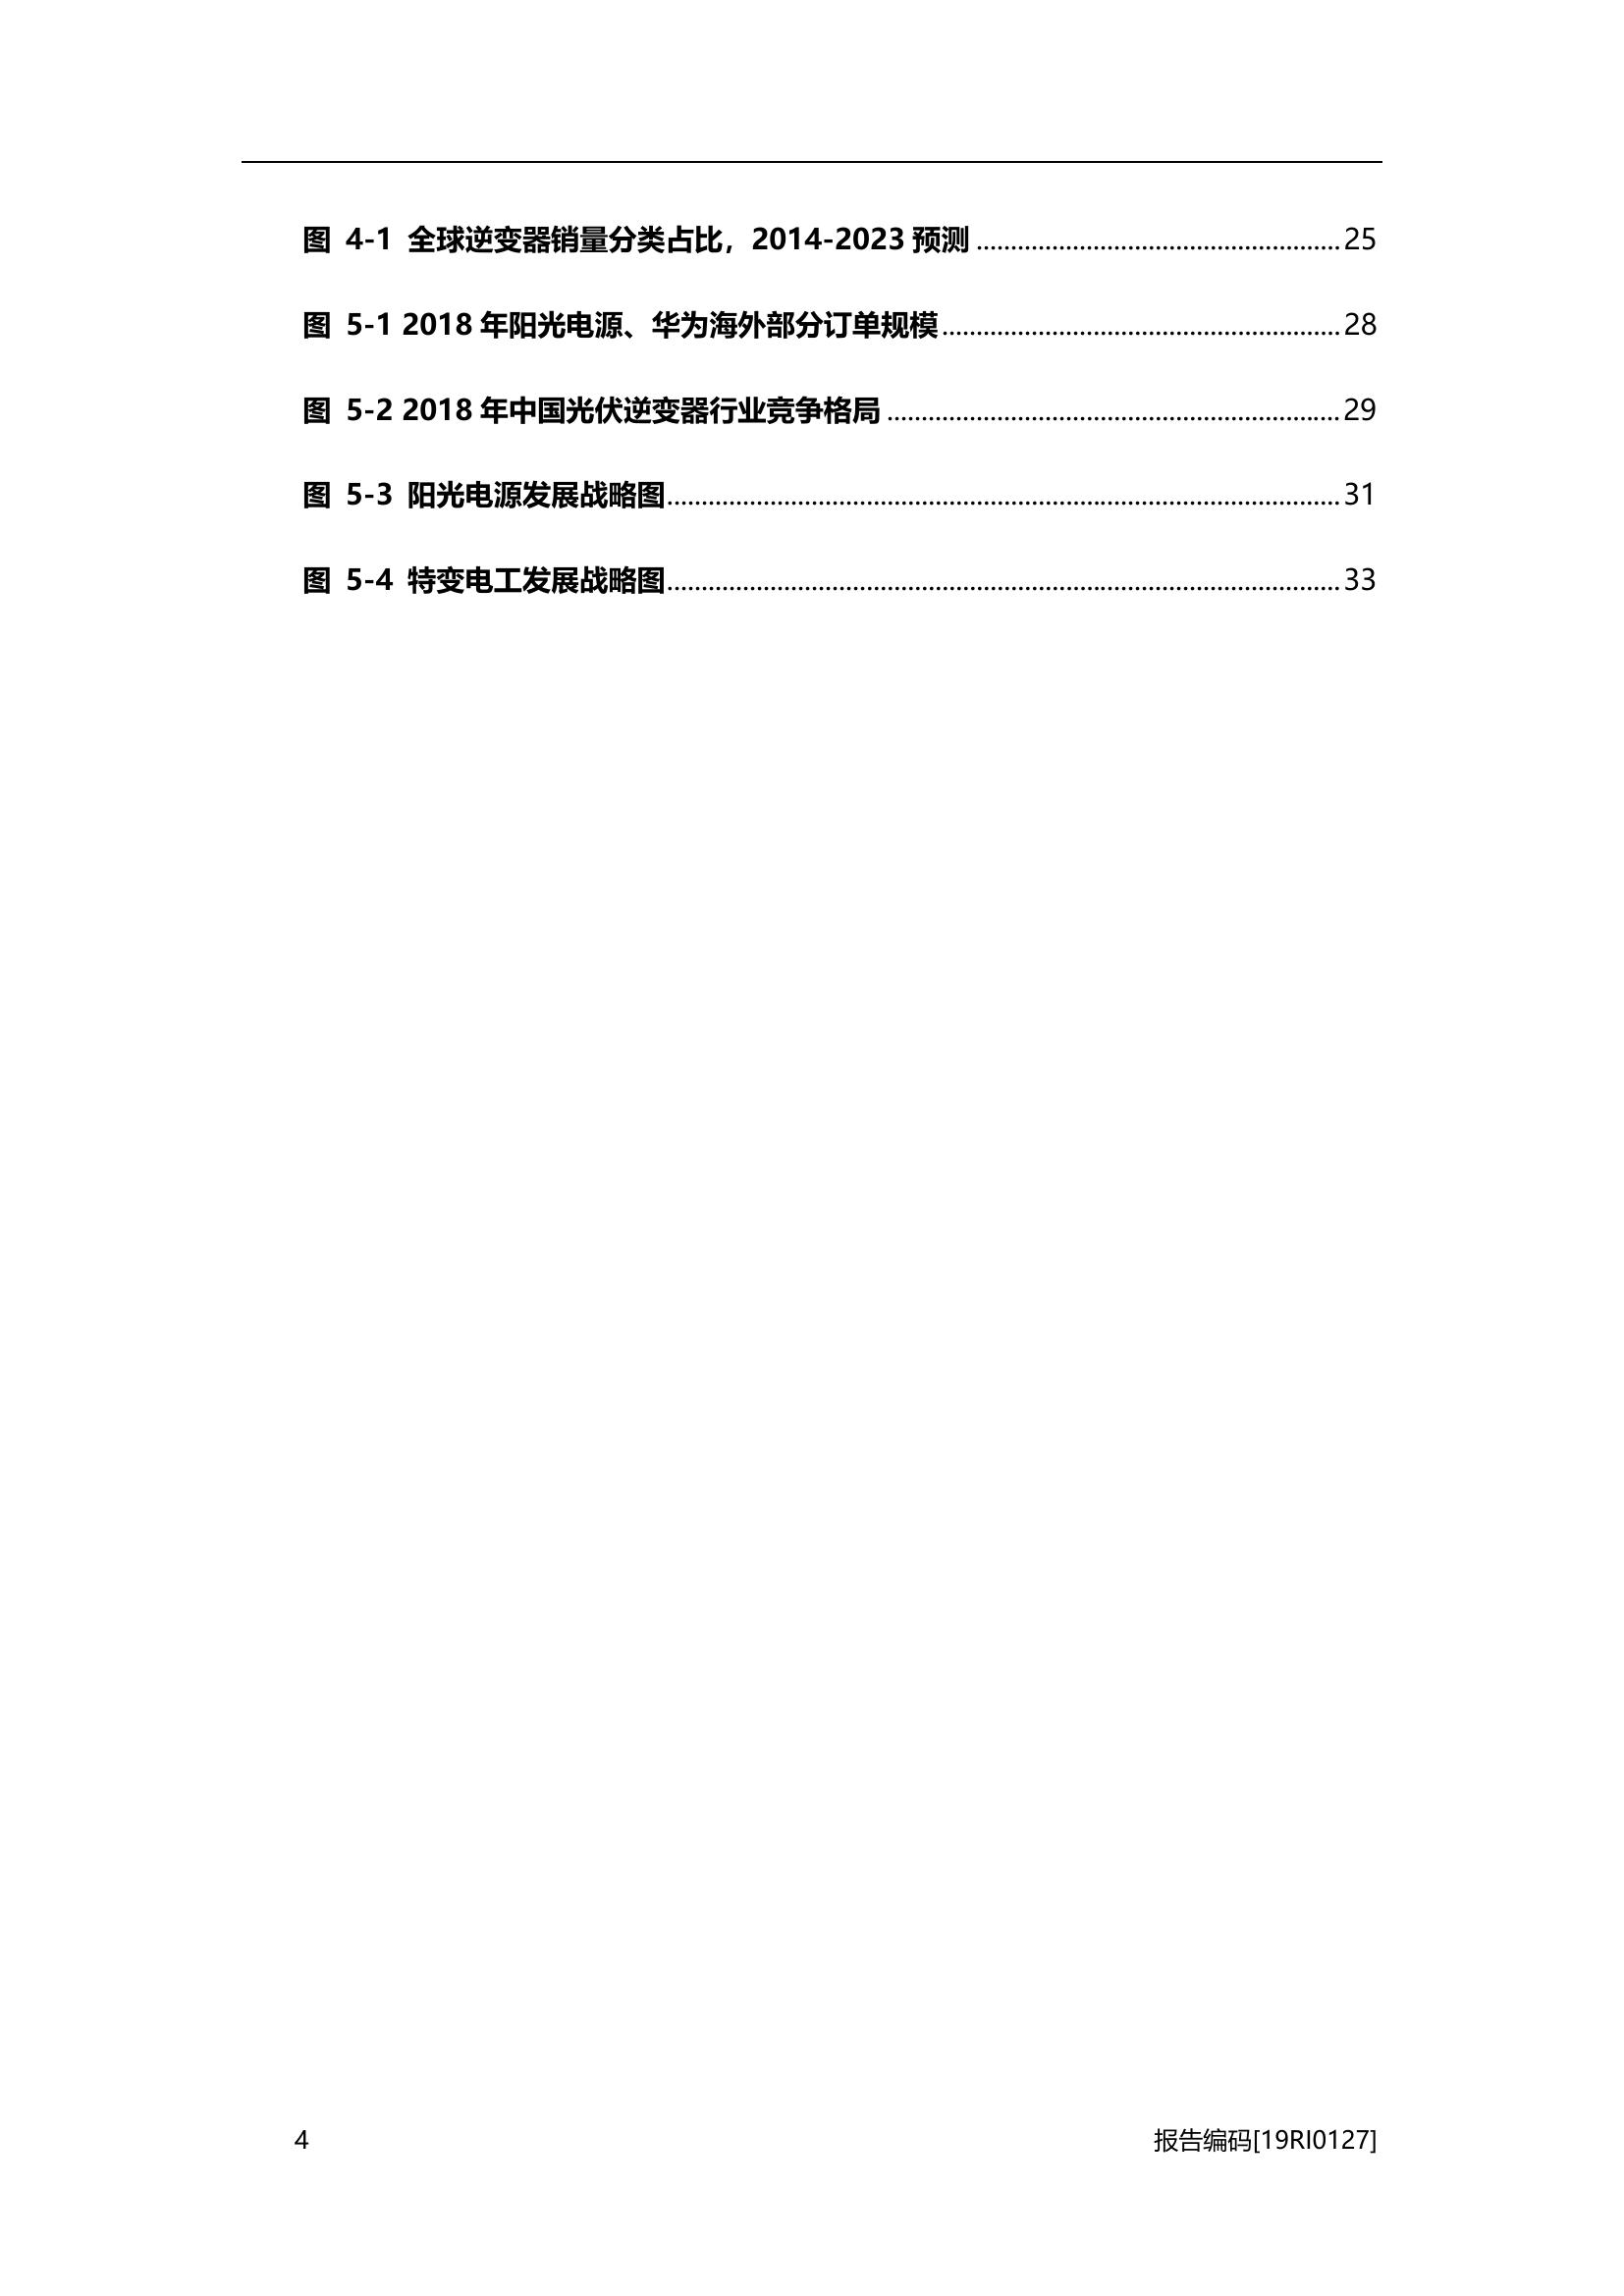 图 4-1 全球逆变器销量分类占比，2014-2023 预测 ........................................................ 25
图 5-1 2018 年阳光电源、华为海外部分订单规模 ........................................................ 28
图 5-2 2018 年中国光伏逆变器行业竞争格局 ........................................................ 29
图 5-3 阳光电源发展战略图 ........................................................ 31
图 5-4 特变电工发展战略图 ........................................................ 33
4 报告编码[19RI0127]